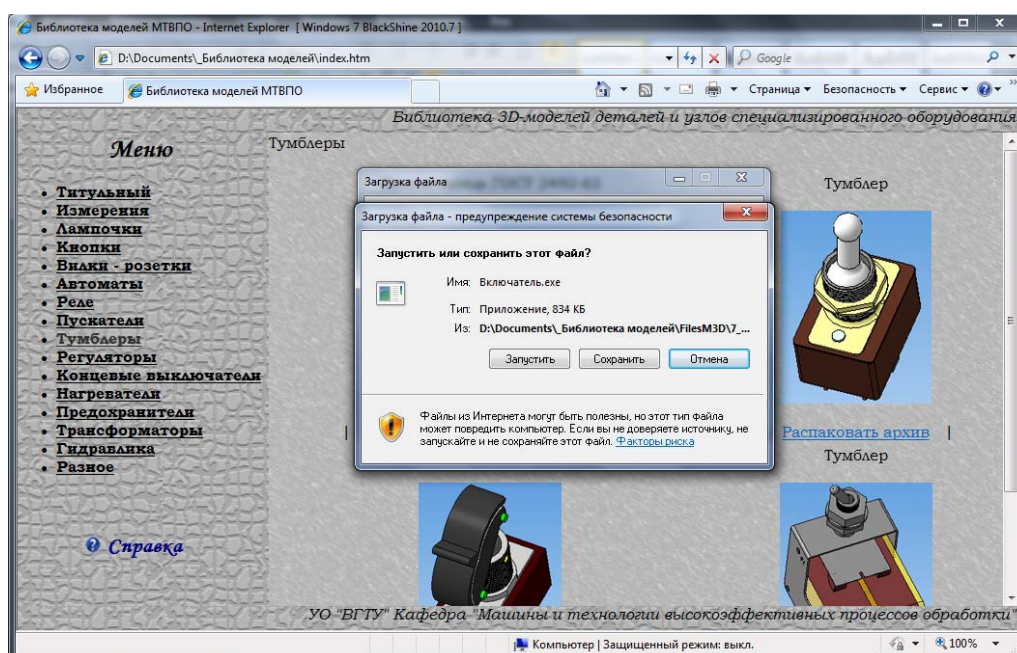 Библиотека моделей МТВПО - Internet Explorer [ Windows 7 BlackShine 2010.7 ]
D:\Documents\_Библиотека моделей\index.htm
Google
Избранное
Библиотека моделей МТВПО
Страница
Безопасность
Сервис
Библиотека 3D-моделей деталей и узлов специализированного оборудования
Меню
Титульный
Измерения
Лампочки
Кнопки
Вилки - розетки
Автоматы
Реле
Пускатели
Тумблеры
Регуляторы
Концевые выключатели
Нагреватели
Предохранители
Трансформаторы
Гидравлика
Разное
Справка
Тумблеры
Загрузка файла
Загрузка файла - предупреждение системы безопасности
Запустить или сохранить этот файл?
Имя: Включатель.exe
Тип: Приложение, 834 КБ
Из: D:\Documents\_Библиотека моделей\FilesM3D\7_...
Запустить
Сохранить
Отмена
Файлы из Интернета могут быть полезны, но этот тип файла
может повредить компьютер. Если вы не доверяете источнику, не
запускайте и не сохраняйте этот файл. Факторы риска
Тумблер
| Распаковать архив |
Тумблер
УО "ВГТУ" Кафедра "Машины и технологии высокоэффективных процессов обработки"
Компьютер | Защищенный режим: выкл.
100%